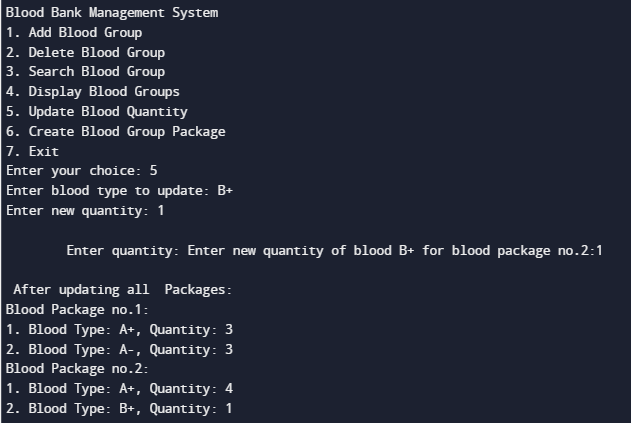 Blood Bank Management System
1. Add Blood Group
2. Delete Blood Group
3. Search Blood Group
4. Display Blood Groups
5. Update Blood Quantity
6. Create Blood Group Package
7. Exit
Enter your choice: 5
Enter blood type to update: B+
Enter new quantity: 1
Enter quantity: Enter new quantity of blood B+ for blood package no.2:1
After updating all  Packages:
Blood Package no.1:
1. Blood Type: A+, Quantity: 3
2. Blood Type: A-, Quantity: 3
Blood Package no.2:
1. Blood Type: A+, Quantity: 4
2. Blood Type: B+, Quantity: 1